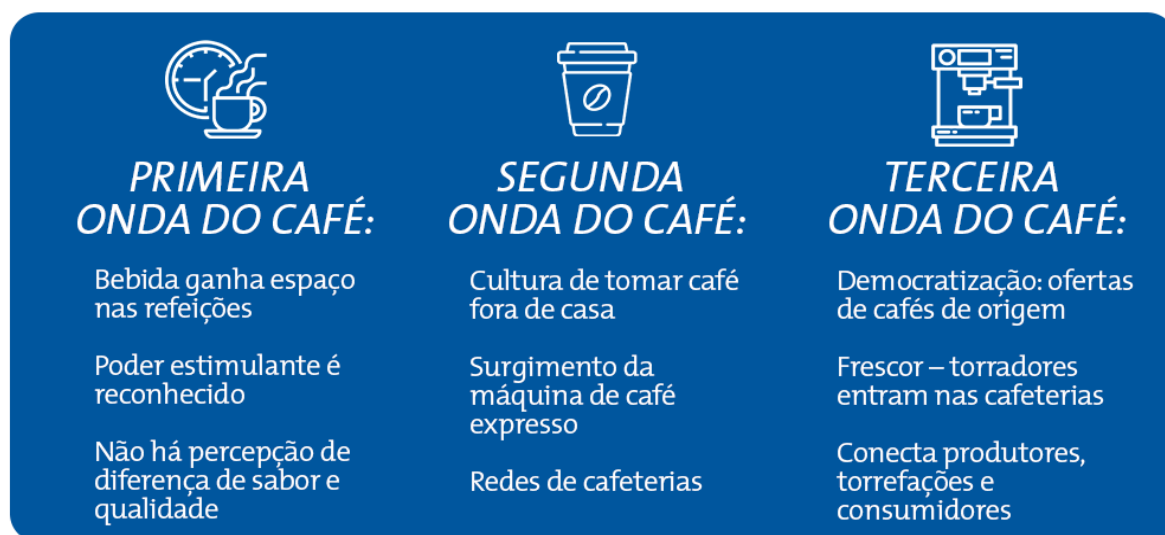 PRIMEIRA
ONDA DO CAFÉ:
Bebida ganha espaço
nas refeições
Poder estimulante é
reconhecido
Não há percepção de
diferença de sabor e
qualidade
SEGUNDA
ONDA DO CAFÉ:
Cultura de tomar café
fora de casa
Surgimento da
máquina de café
expresso
Redes de cafeterias
TERCEIRA
ONDA DO CAFÉ:
Democratização: ofertas
de cafés de origem
Frescor – torradores
entram nas cafeterias
Conecta produtores,
torrefações e
consumidores